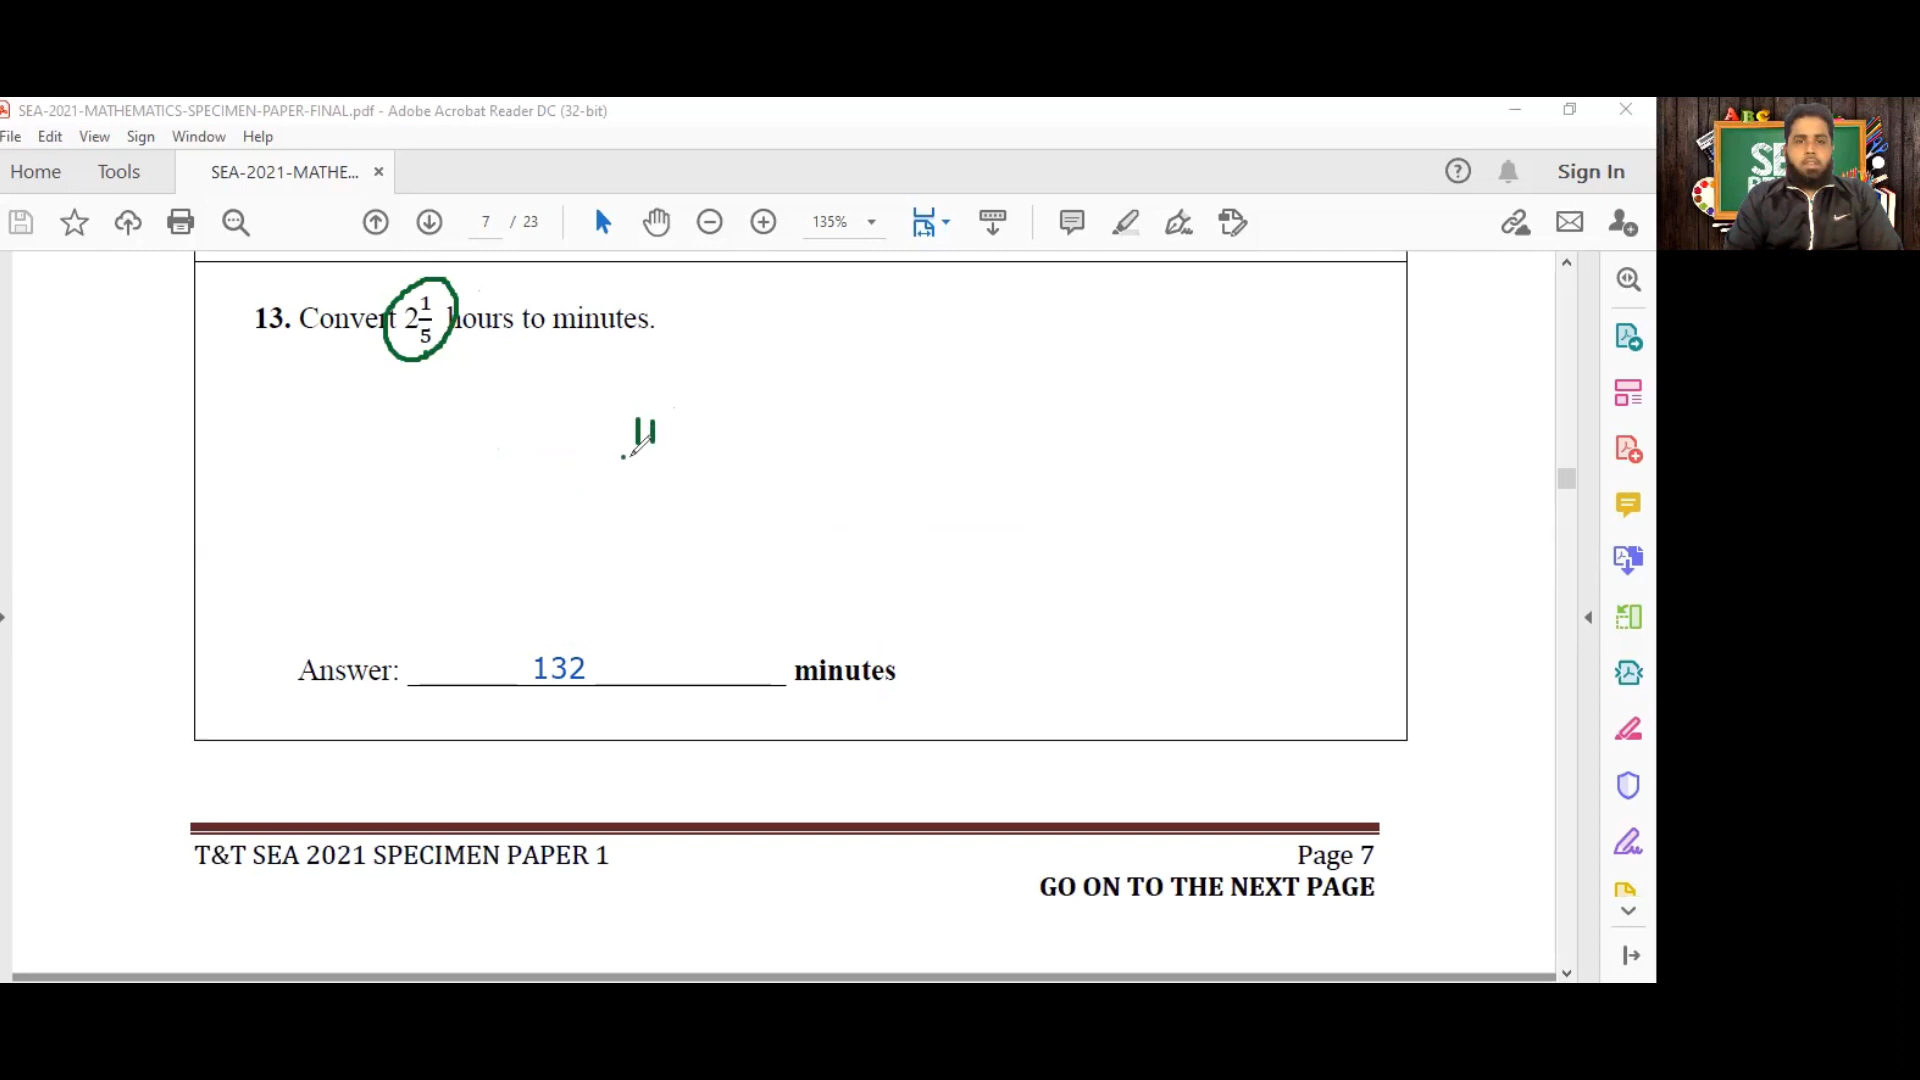 SEA-2021-MATHEMATICS-SPECIMEN-PAPER-FINAL.pdf - Adobe Acrobat Reader DC (32-bit)
File Edit View Sign Window Help
Home Tools SEA-2021-MATHE... × Sign In
7 / 23 135%
13. Convert 2 1/5 hours to minutes.
11
Answer: 132 minutes
T&T SEA 2021 SPECIMEN PAPER 1 Page 7
GO ON TO THE NEXT PAGE
ABC